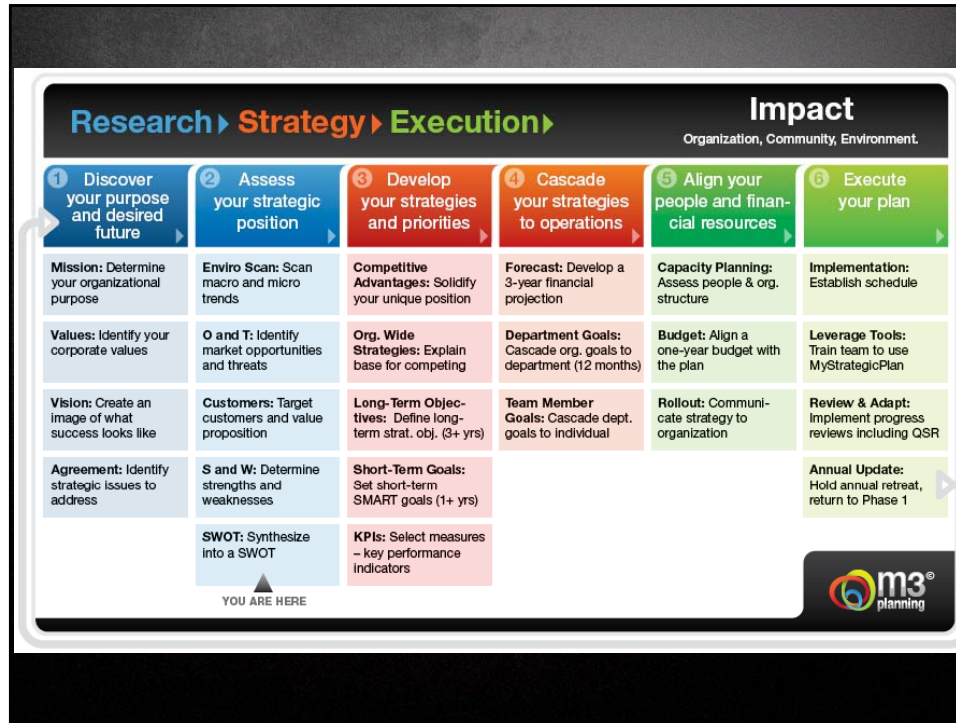 Research Strategy Execution
Impact
Organization, Community, Environment.
1 Discover
your purpose
and desired
future
Mission: Determine
your organizational
purpose
Values: Identify your
corporate values
Vision: Create an
image of what
success looks like
Agreement: Identify
strategic issues to
address
2 Assess
your strategic
position
Enviro Scan: Scan
macro and micro
trends
O and T: Identify
market opportunities
and threats
Customers: Target
customers and value
proposition
S and W: Determine
strengths and
weaknesses
SWOT: Synthesize
into a SWOT
YOU ARE HERE
3 Develop
your strategies
and priorities
Competitive
Advantages: Solidify
your unique position
Org. Wide
Strategies: Explain
base for competing
Long-Term Objec-
tives: Define long-
term strat. obj. (3+ yrs)
Short-Term Goals:
Set short-term
SMART goals (1+ yrs)
KPIs: Select measures
– key performance
indicators
4 Cascade
your strategies
to operations
Forecast: Develop a
3-year financial
projection
Department Goals:
Cascade org. goals to
department (12 months)
Team Member
Goals: Cascade dept.
goals to individual
5 Align your
people and finan-
cial resources
Capacity Planning:
Assess people & org.
structure
Budget: Align a
one-year budget with
the plan
Rollout: Communi-
cate strategy to
organization
6 Execute
your plan
Implementation:
Establish schedule
Leverage Tools:
Train team to use
MyStrategicPlan
Review & Adapt:
Implement progress
reviews including QSR
Annual Update:
Hold annual retreat,
return to Phase 1
m3©
planning